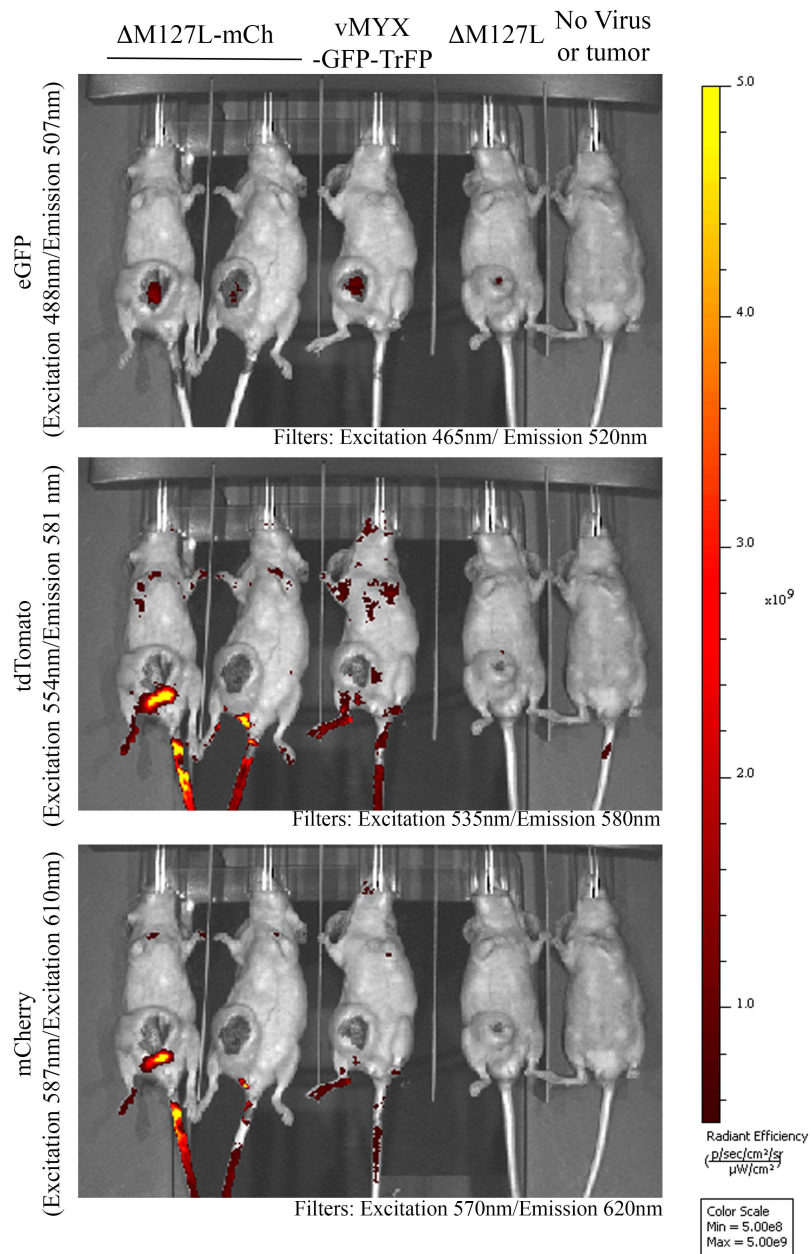 ΔM127L-mCh
vMYX
-GFP-TrFP
ΔM127L
No Virus
or tumor
eGFP
(Excitation 488nm/Emission 507nm)
Filters: Excitation 465nm/ Emission 520nm
tdTomato
(Excitation 554nm/Emission 581 nm)
Filters: Excitation 535nm/Emission 580nm
mCherry
(Excitation 587nm/Excitation 610nm)
Filters: Excitation 570nm/Emission 620nm
5.0
4.0
3.0
x10⁹
2.0
1.0
Radiant Efficiency
(p/sec/cm²/sr
μW/cm²)
Color Scale
Min = 5.00e8
Max = 5.00e9